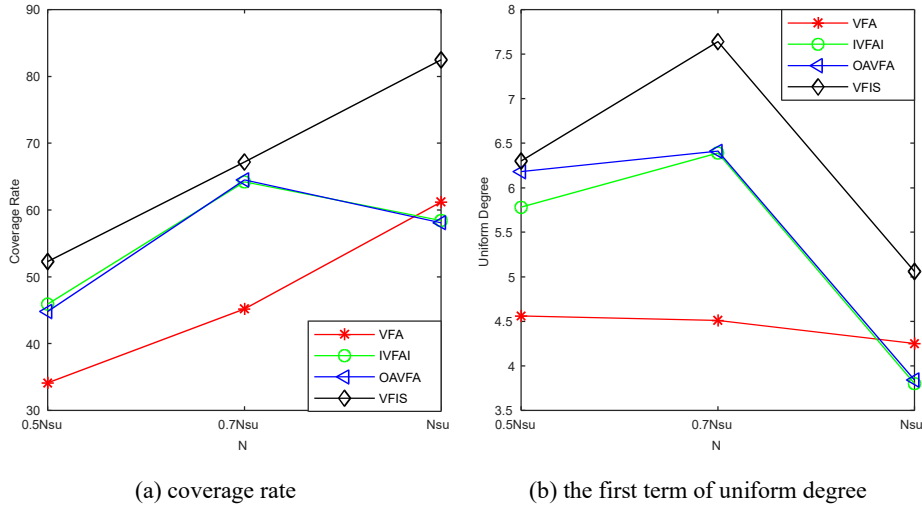 90
80
70
60
50
40
30
Coverage Rate
0.5Nsu
0.7Nsu
Nsu
N
VFA
IVFAI
OAVFA
VFIS
(a) coverage rate
8
7.5
7
6.5
6
5.5
5
4.5
4
3.5
Uniform Degree
0.5Nsu
0.7Nsu
Nsu
N
VFA
IVFAI
OAVFA
VFIS
(b) the first term of uniform degree